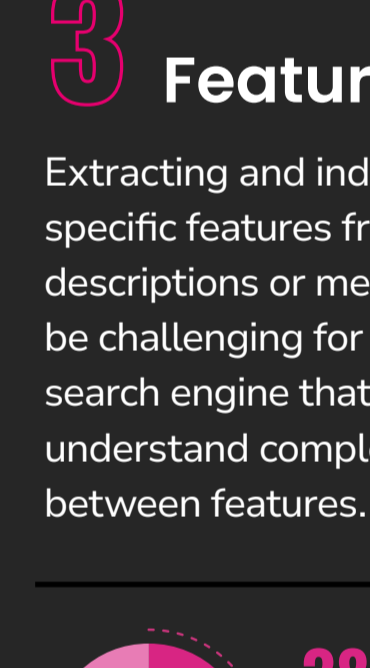 3
Featur
Extracting and ind
specific features fr
descriptions or me
be challenging for
search engine that
understand compl
between features.